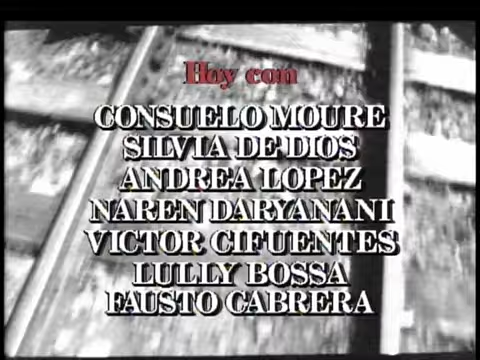 Hoy con
CONSUELO MOURE
SILVIA DE DIOS
ANDREA LOPEZ
NAREN DARYANANI
VICTOR CIFUENTES
LULLY BOSSA
FAUSTO CABRERA